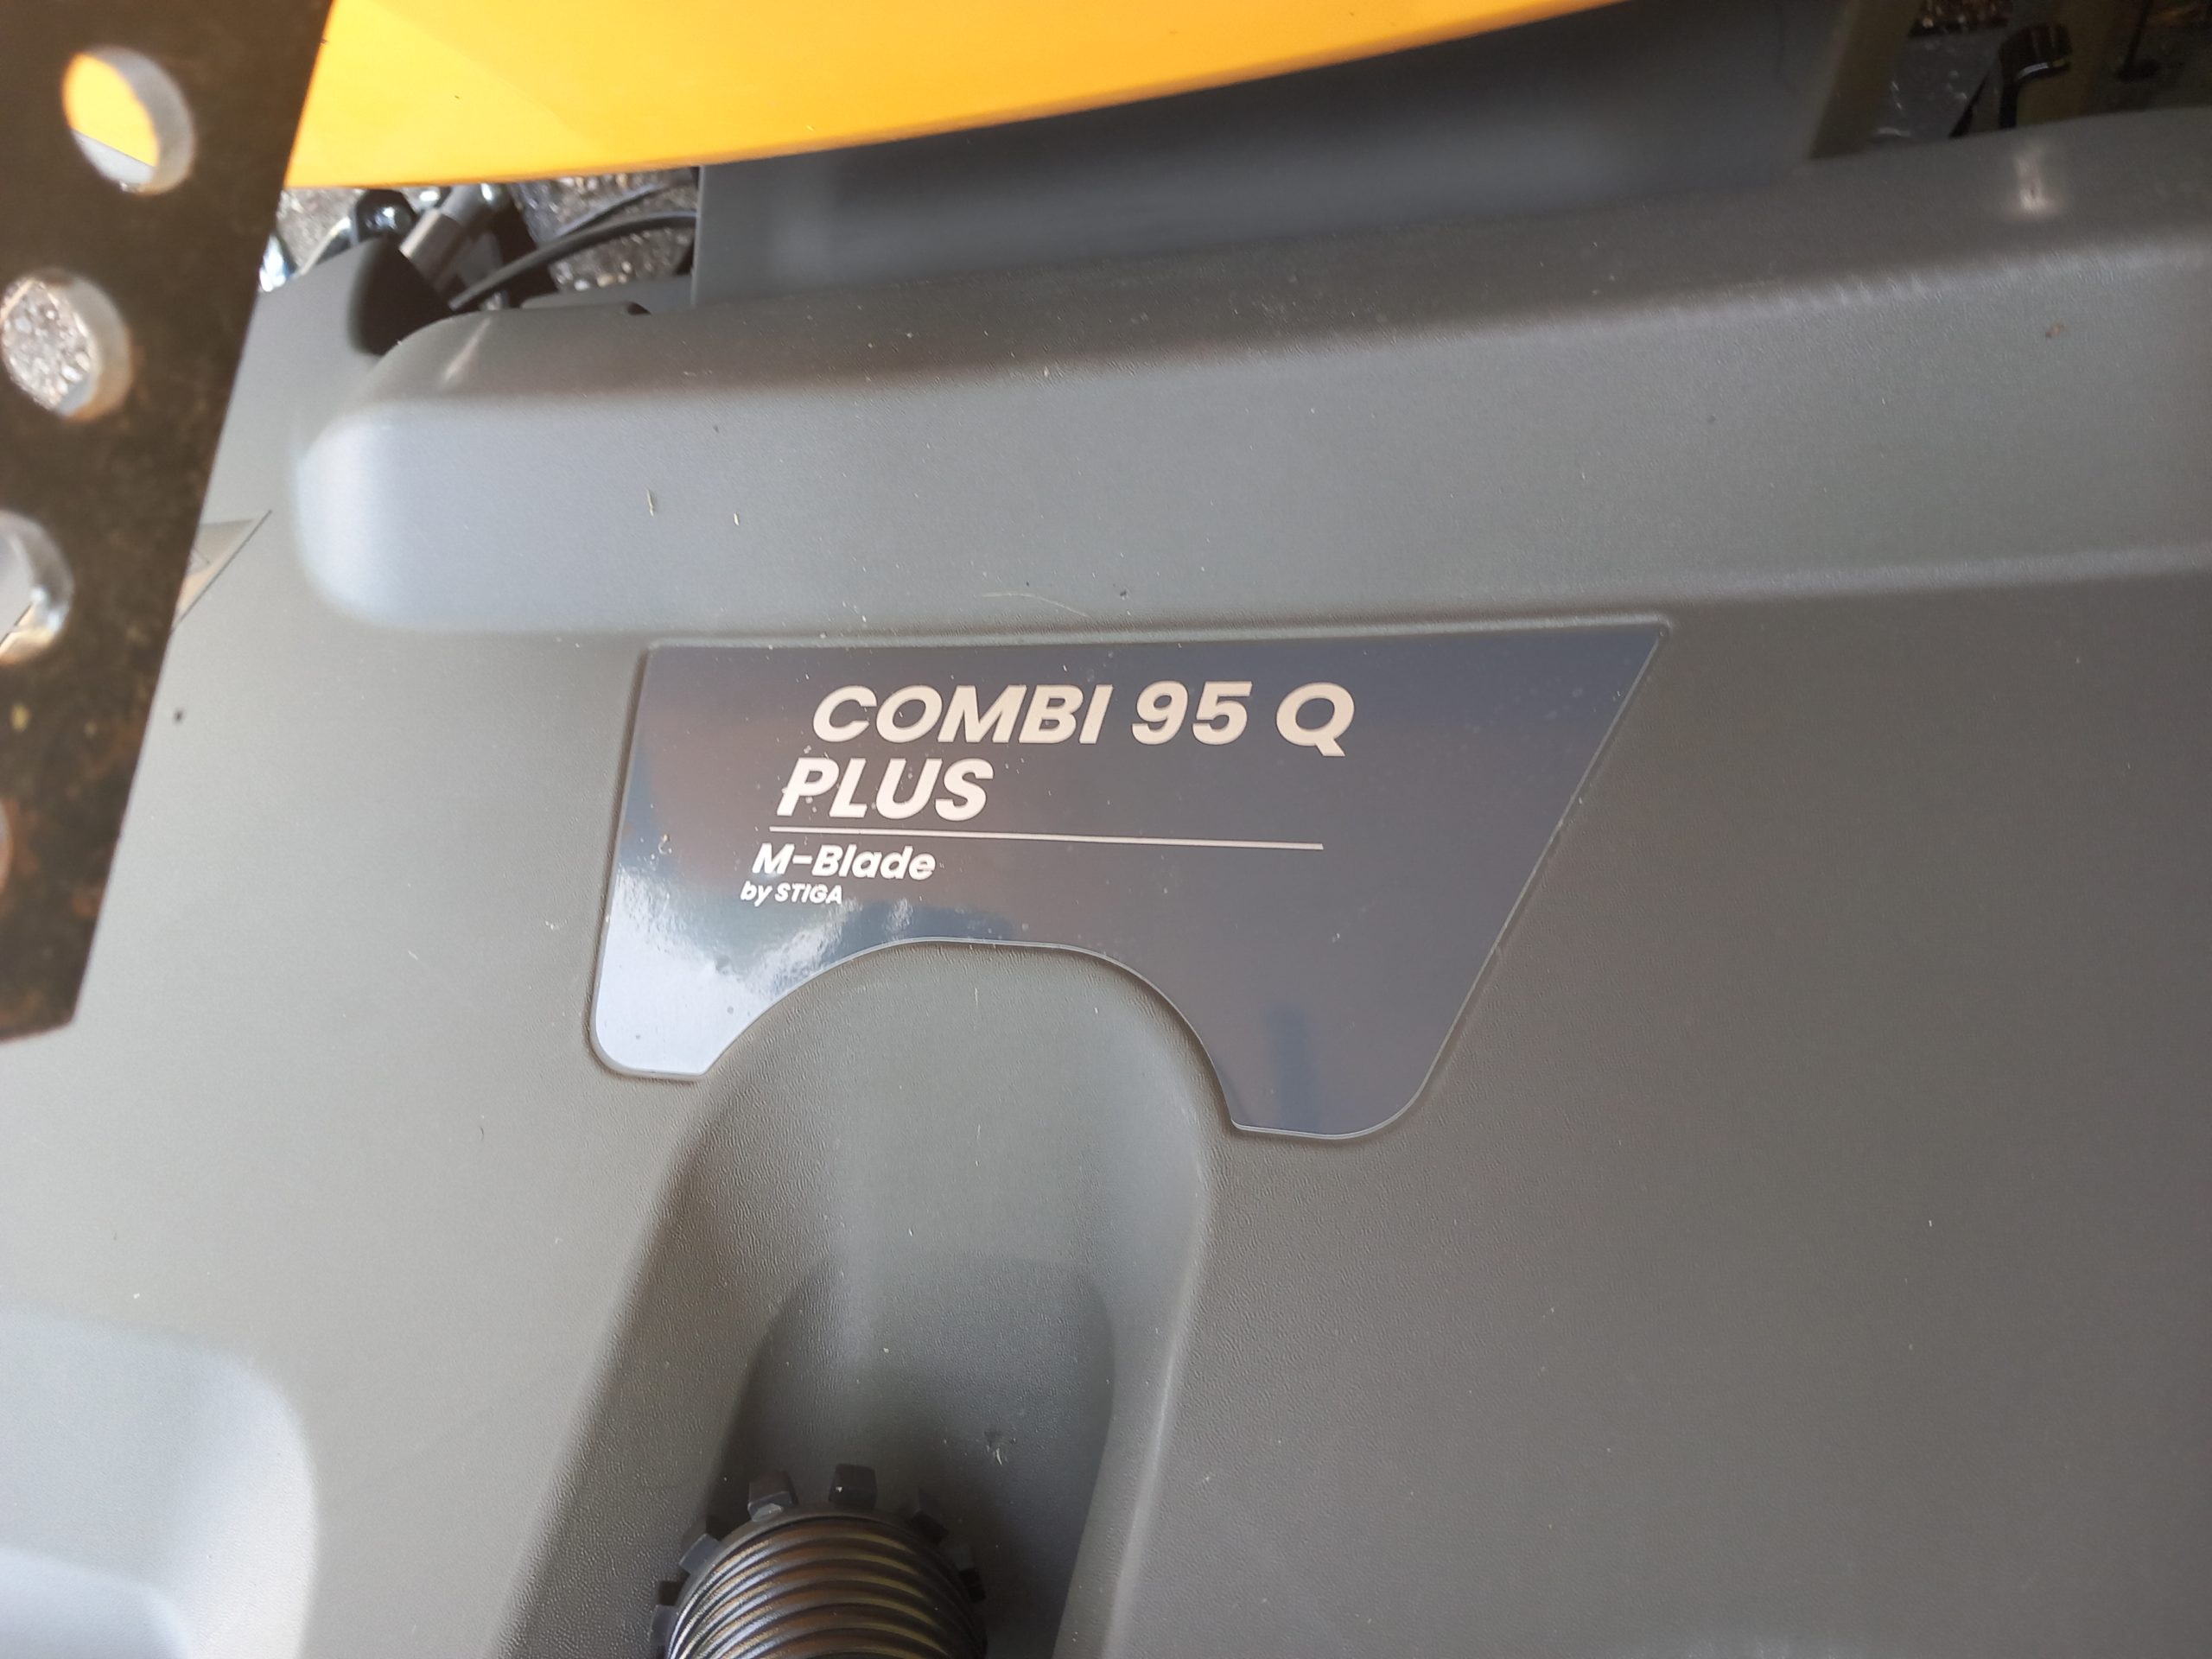 COMBI 95 Q
PLUS
M-Blade
by STIGA